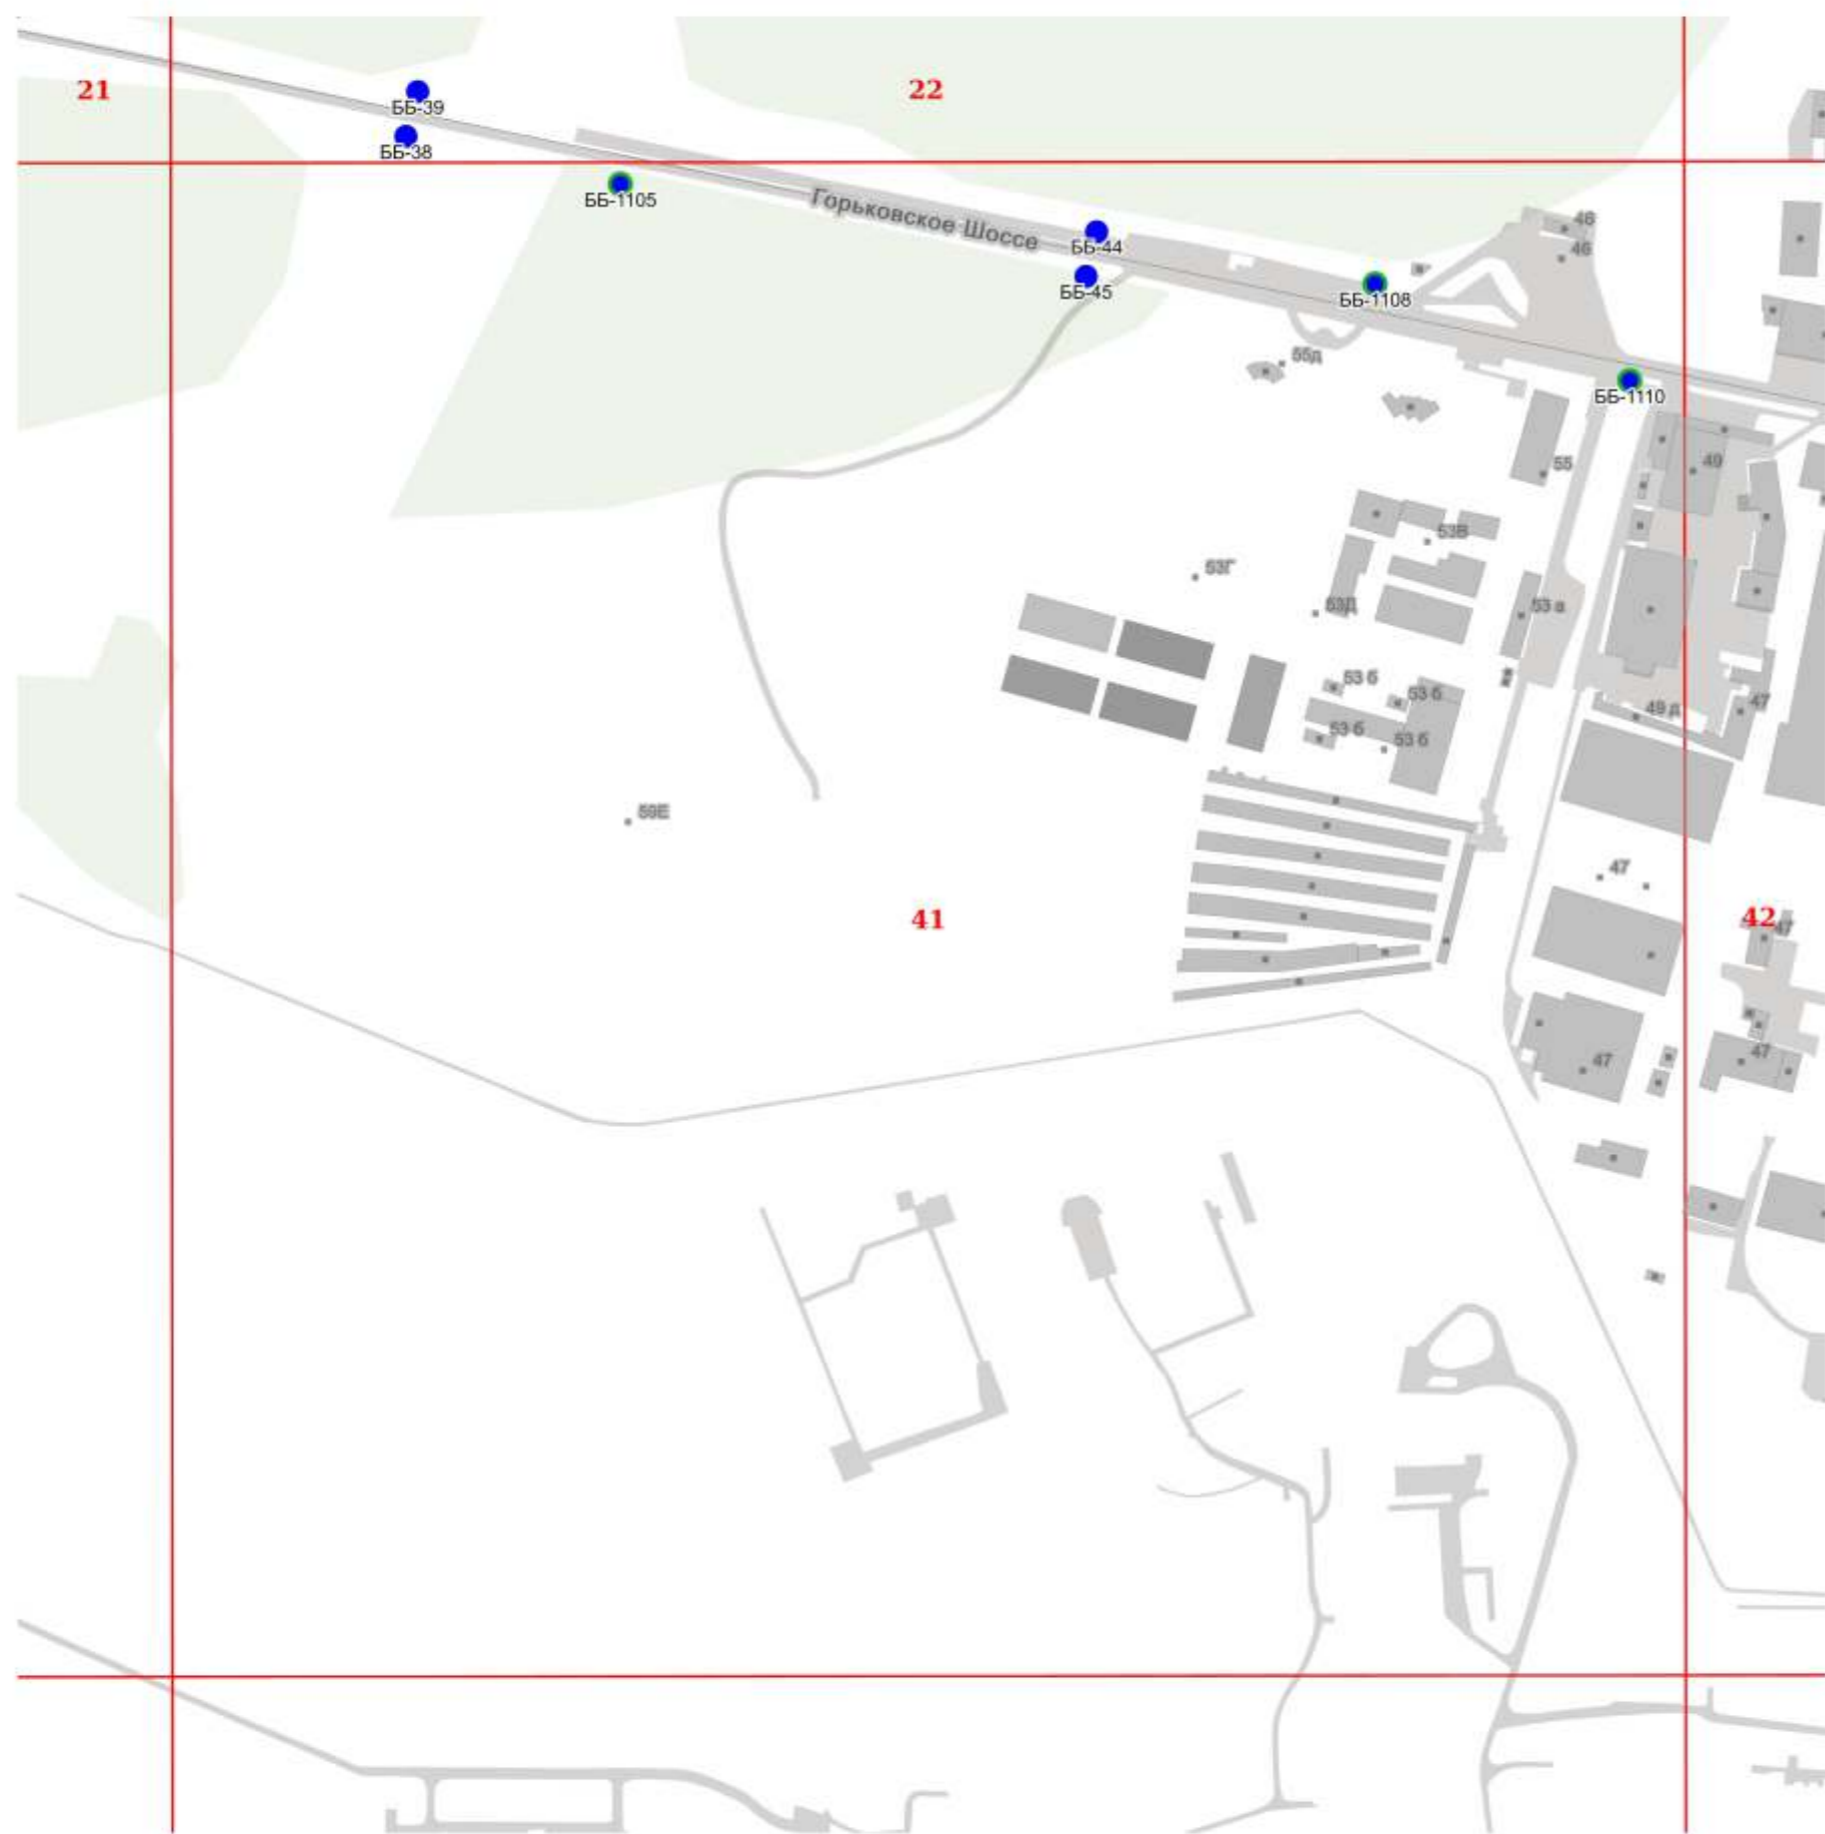 21
22
ББ-39
ББ-38
ББ-1105
Горьковское Шоссе
ББ-44
ББ-45
48
46
ББ-1108
55д
ББ-1110
49
55
53В
53Г
53Д
53 а
53 б
53 б
49 д
47
53 б
53 б
59Е
47
41
42
47
47
47